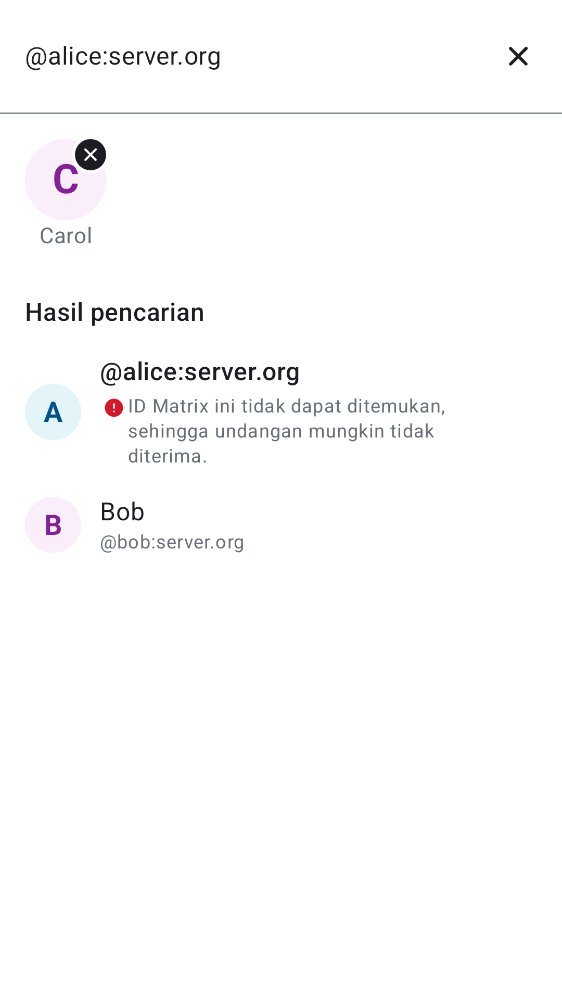 @alice:server.org
C
Carol
Hasil pencarian
@alice:server.org
A
ID Matrix ini tidak dapat ditemukan,
sehingga undangan mungkin tidak
diterima.
B
Bob
@bob:server.org